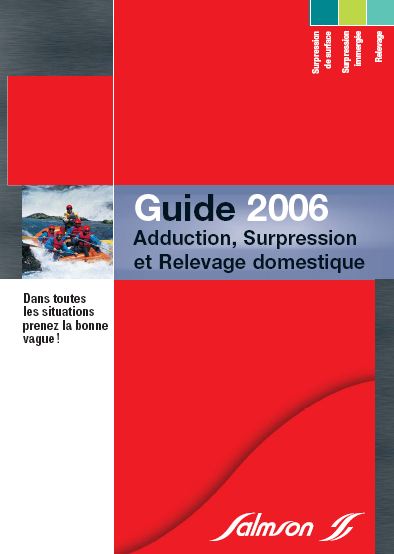 Surpression
de surface
Surpression
immergée
Relevage
Guide 2006
Adduction, Surpression
et Relevage domestique
Dans toutes
les situations
prenez la bonne
vague !
Salmson